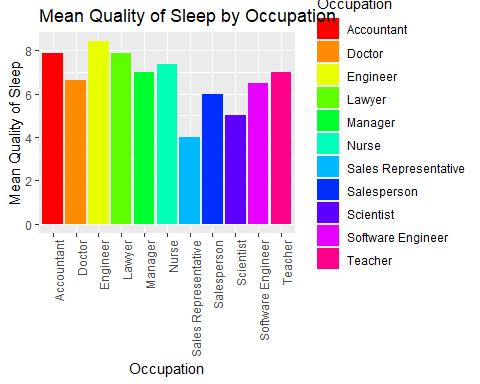 Mean Quality of Sleep by Occupation
Mean Quality of Sleep
8
6
4
2
0
Accountant
Doctor
Engineer
Lawyer
Manager
Nurse
Sales Representative
Salesperson
Scientist
Software Engineer
Teacher
Occupation
Occupation
Accountant
Doctor
Engineer
Lawyer
Manager
Nurse
Sales Representative
Salesperson
Scientist
Software Engineer
Teacher